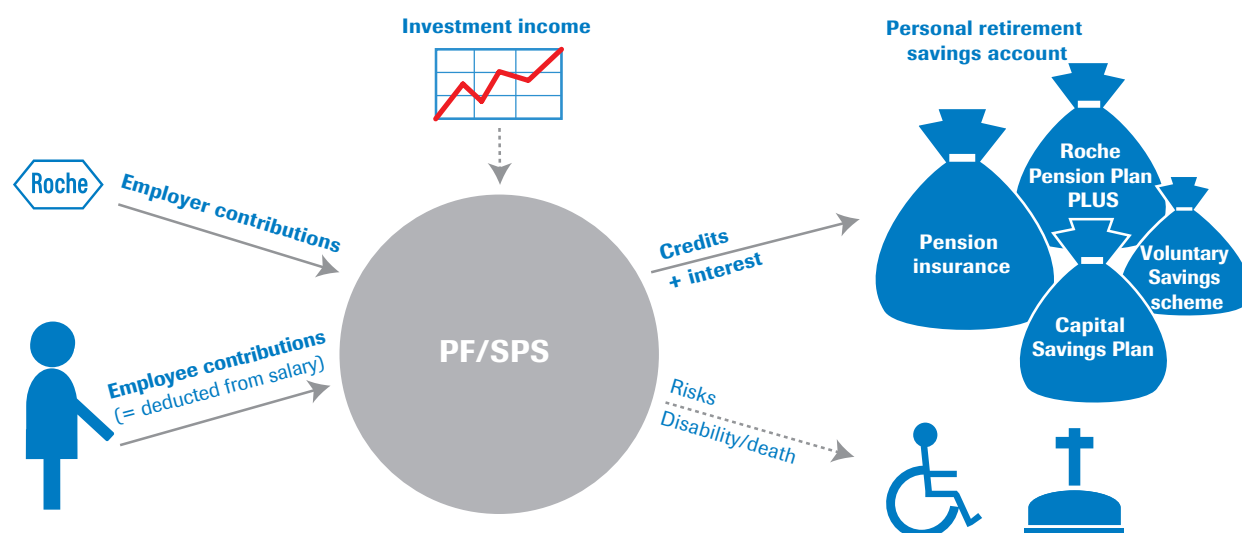 Investment income
Personal retirement
savings account
Roche
Employer contributions
Employee contributions
(= deducted from salary)
PF/SPS
Credits
+ interest
Risks
Disability/death
Pension
insurance
Roche
Pension Plan
PLUS
Voluntary
Savings
scheme
Capital
Savings Plan